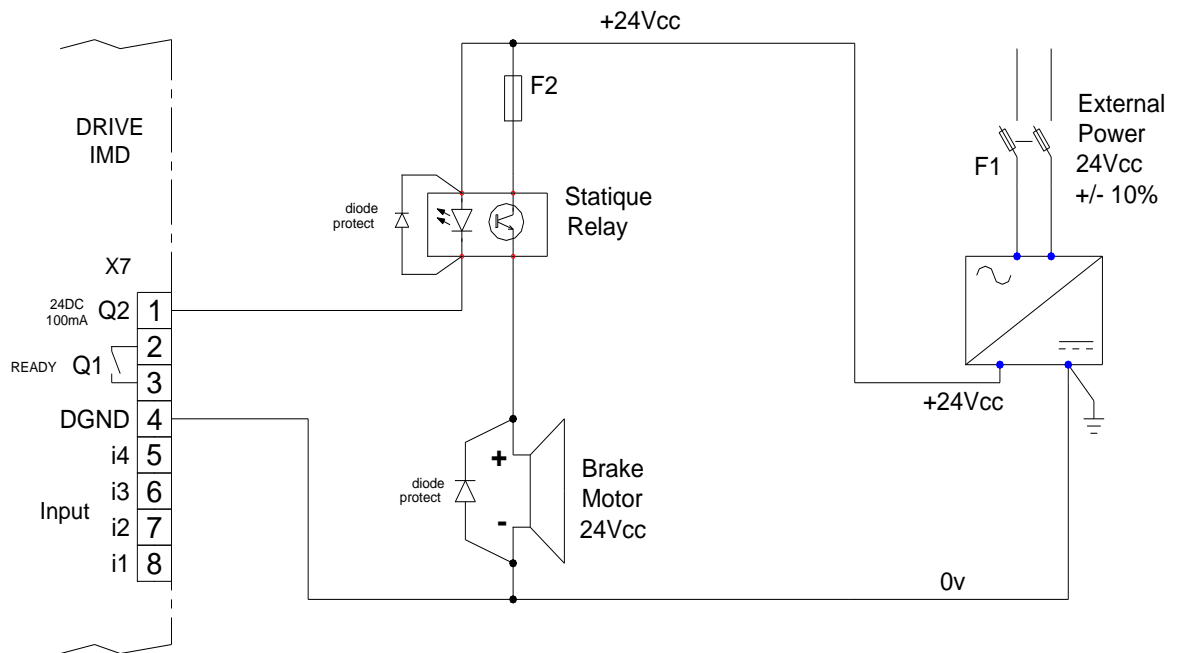 +24Vcc
F2
DRIVE
IMD
External
Power
24Vcc
+/- 10%
F1
Statique
Relay
diode
protect
X7
24DC
100mA
Q2 1
2
READY Q1
3
DGND 4
i4 5
i3 6
Input
i2 7
i1 8
+24Vcc
+
-
diode
protect
Brake
Motor
24Vcc
0v